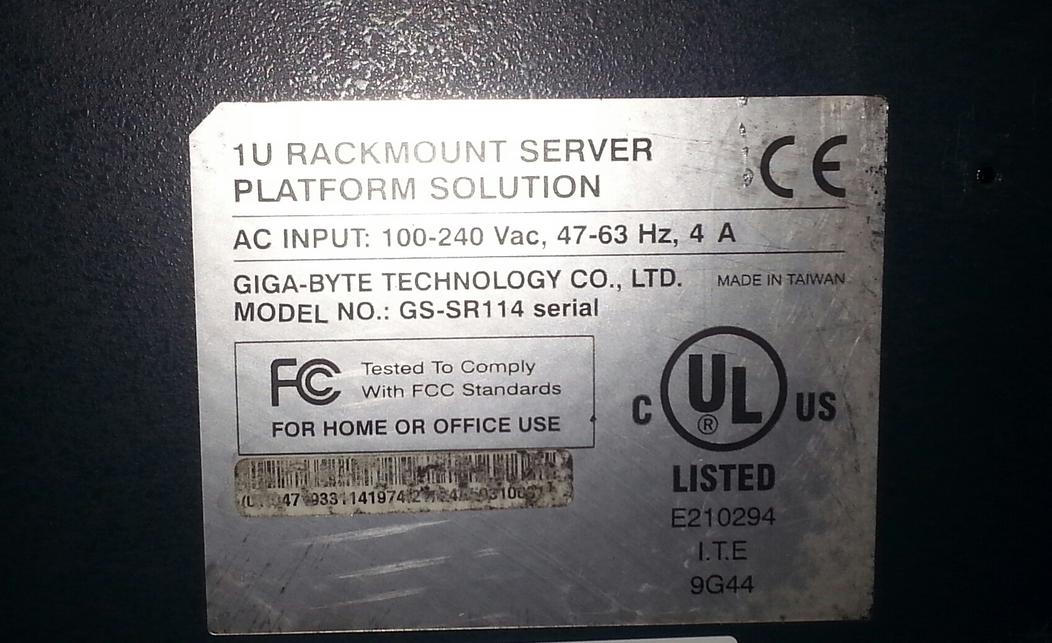 1U RACKMOUNT SERVER
PLATFORM SOLUTION
CE
AC INPUT: 100-240 Vac, 47-63 Hz, 4 A
GIGA-BYTE TECHNOLOGY CO., LTD. MADE IN TAIWAN
MODEL NO.: GS-SR114 serial
FC Tested To Comply
With FCC Standards
FOR HOME OR OFFICE USE
C UL® US
LISTED
E210294
I.T.E
9G44